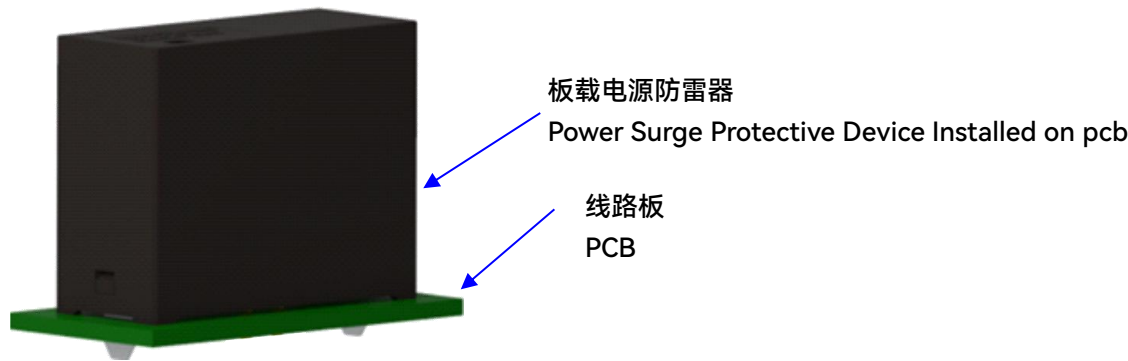 板载电源防雷器
Power Surge Protective Device Installed on pcb
线路板
PCB